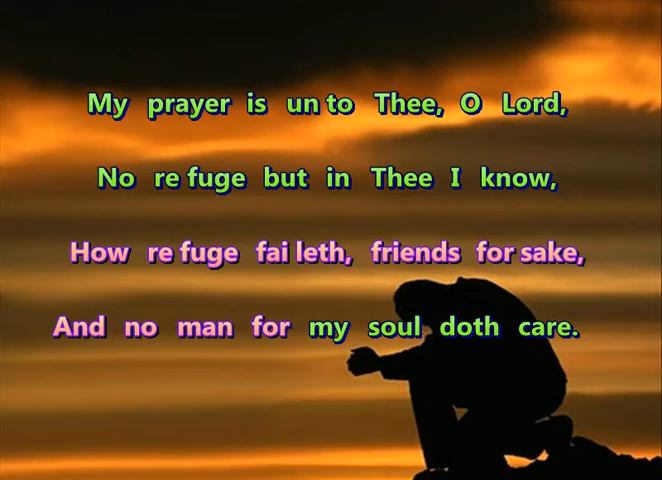 My prayer is un to Thee, O Lord,
No re fuge but in Thee I know,
How re fuge fai leth, friends for sake,
And no man for my soul doth care.